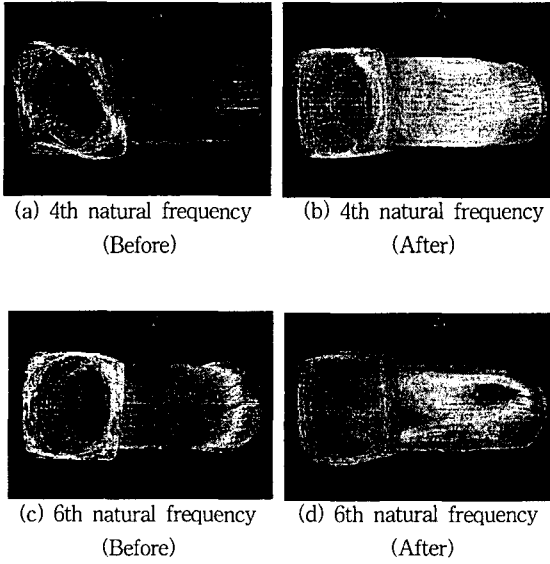 (a) 4th natural frequency
(Before)
(b) 4th natural frequency
(After)
(c) 6th natural frequency
(Before)
(d) 6th natural frequency
(After)